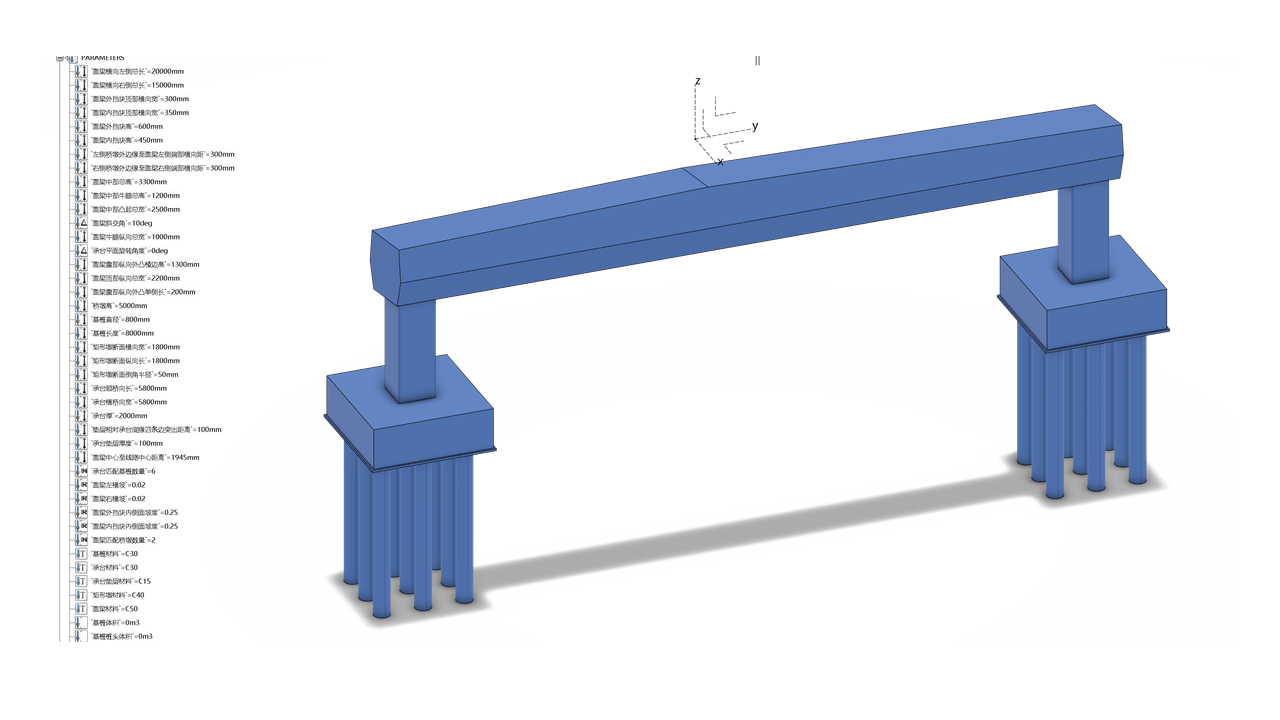 PARAMETERS
`盖梁横向左侧总长`=20000mm
`盖梁横向右侧总长`=15000mm
`盖梁外挡块顶部横向宽`=300mm
`盖梁内挡块顶部横向宽`=350mm
`盖梁外挡块高`=600mm
`盖梁内挡块高`=450mm
`左侧桥墩外边缘至盖梁左侧端部横向距`=300mm
`右侧桥墩外边缘至盖梁右侧端部横向距`=300mm
`盖梁中部总高`=3300mm
`盖梁中部牛腿总高`=1200mm
`盖梁中部凸起总宽`=2500mm
`盖梁斜交角`=10deg
`盖梁牛腿纵向总宽`=1000mm
`承台平面旋转角度`=0deg
`盖梁腹部纵向外凸棱边高`=1300mm
`盖梁顶部纵向总宽`=2200mm
`盖梁腹部纵向外凸单侧长`=200mm
`桥墩高`=5000mm
`基桩直径`=800mm
`基桩长度`=8000mm
`矩形墩断面横向宽`=1800mm
`矩形墩断面纵向长`=1800mm
`矩形墩断面倒角半径`=50mm
`承台顺桥向长`=5800mm
`承台横桥向宽`=5800mm
`承台厚`=2000mm
`垫层相对承台底缘四条边突出距离`=100mm
`承台垫层厚度`=100mm
`盖梁中心至线路中心距离`=1945mm
`承台匹配基桩数量`=6
`盖梁左横坡`=0.02
`盖梁右横坡`=0.02
`盖梁外挡块内侧面坡度`=0.25
`盖梁内挡块内侧面坡度`=0.25
`盖梁匹配桥墩数量`=2
`基桩材料`=C30
`承台材料`=C30
`承台垫层材料`=C15
`矩形墩材料`=C40
`盖梁材料`=C50
`基桩体积`=0m3
`基桩桩头体积`=0m3
z
y
x